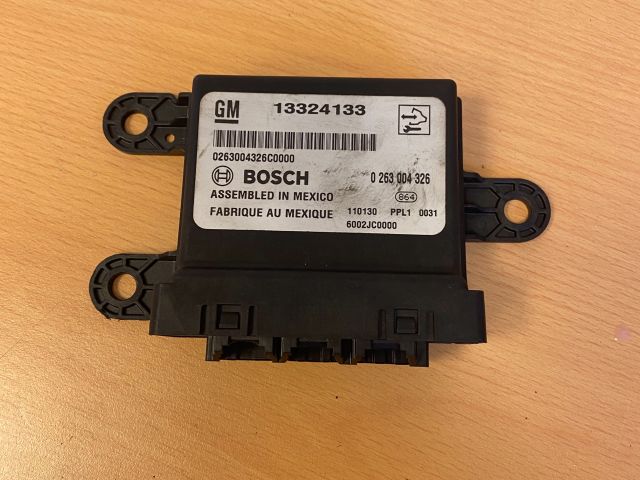 GM 13324133
0263004326C0000
BOSCH 0 263 004 326
ASSEMBLED IN MEXICO 864
FABRIQUE AU MEXIQUE 110130 PPL1 0031
6002JC0000